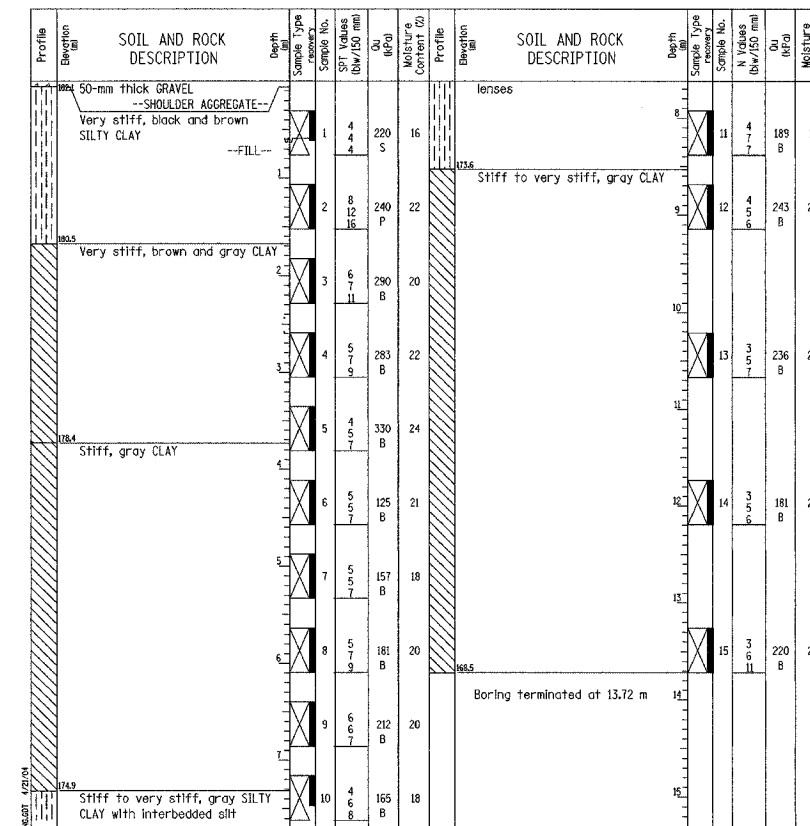 Profile
Elevation (m)
SOIL AND ROCK
DESCRIPTION
Depth (m)
Sample Type
recovery
Sample No.
SPT Values
(blw/150 mm)
Qu
(kPa)
Moisture
Content (%)
50-mm thick GRAVEL
--SHOULDER AGGREGATE--
Very stiff, black and brown
SILTY CLAY
--FILL--
1 4 4 4 220 S 16
1
2 8 12 16 240 P 22
180.5
Very stiff, brown and gray CLAY
2
3 6 7 11 290 B 20
4 5 7 9 283 B 22
3
5 4 5 7 330 B 24
178.4
Stiff, gray CLAY
4
6 5 5 7 125 B 21
5
7 5 5 7 157 B 18
8 5 7 9 181 B 20
6
9 6 6 7 212 B 20
7
174.9
Stiff to very stiff, gray SILTY
CLAY with interbedded silt
10 4 6 8 165 B 18
4/21/04
Profile
Elevation (m)
SOIL AND ROCK
DESCRIPTION
Depth (m)
Sample Type
recovery
Sample No.
N Values
(blw/150 mm)
Qu
(kPa)
Moisture
lenses
8
11 4 7 7 189 B
173.6
Stiff to very stiff, gray CLAY
9
12 4 5 6 243 B 2
10
13 3 5 7 236 B 2
11
12
14 3 5 6 181 B 2
13
15 3 6 11 220 B 2
168.5
Boring terminated at 13.72 m
14
15